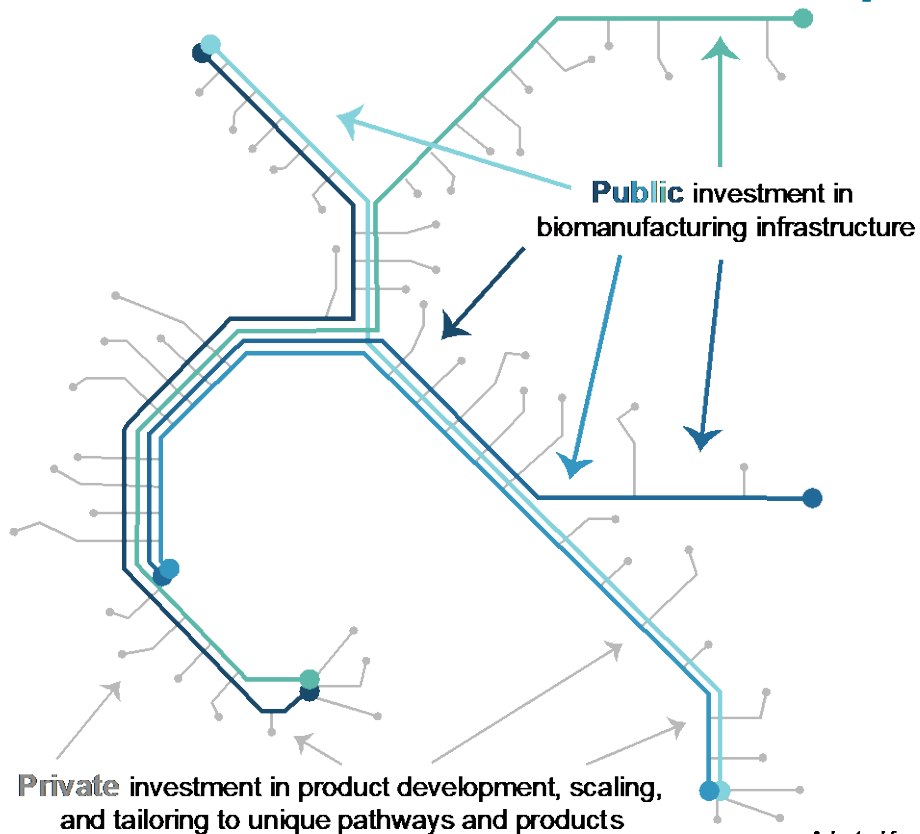 Public investment in
biomanufacturing infrastructure
Private investment in product development, scaling,
and tailoring to unique pathways and products